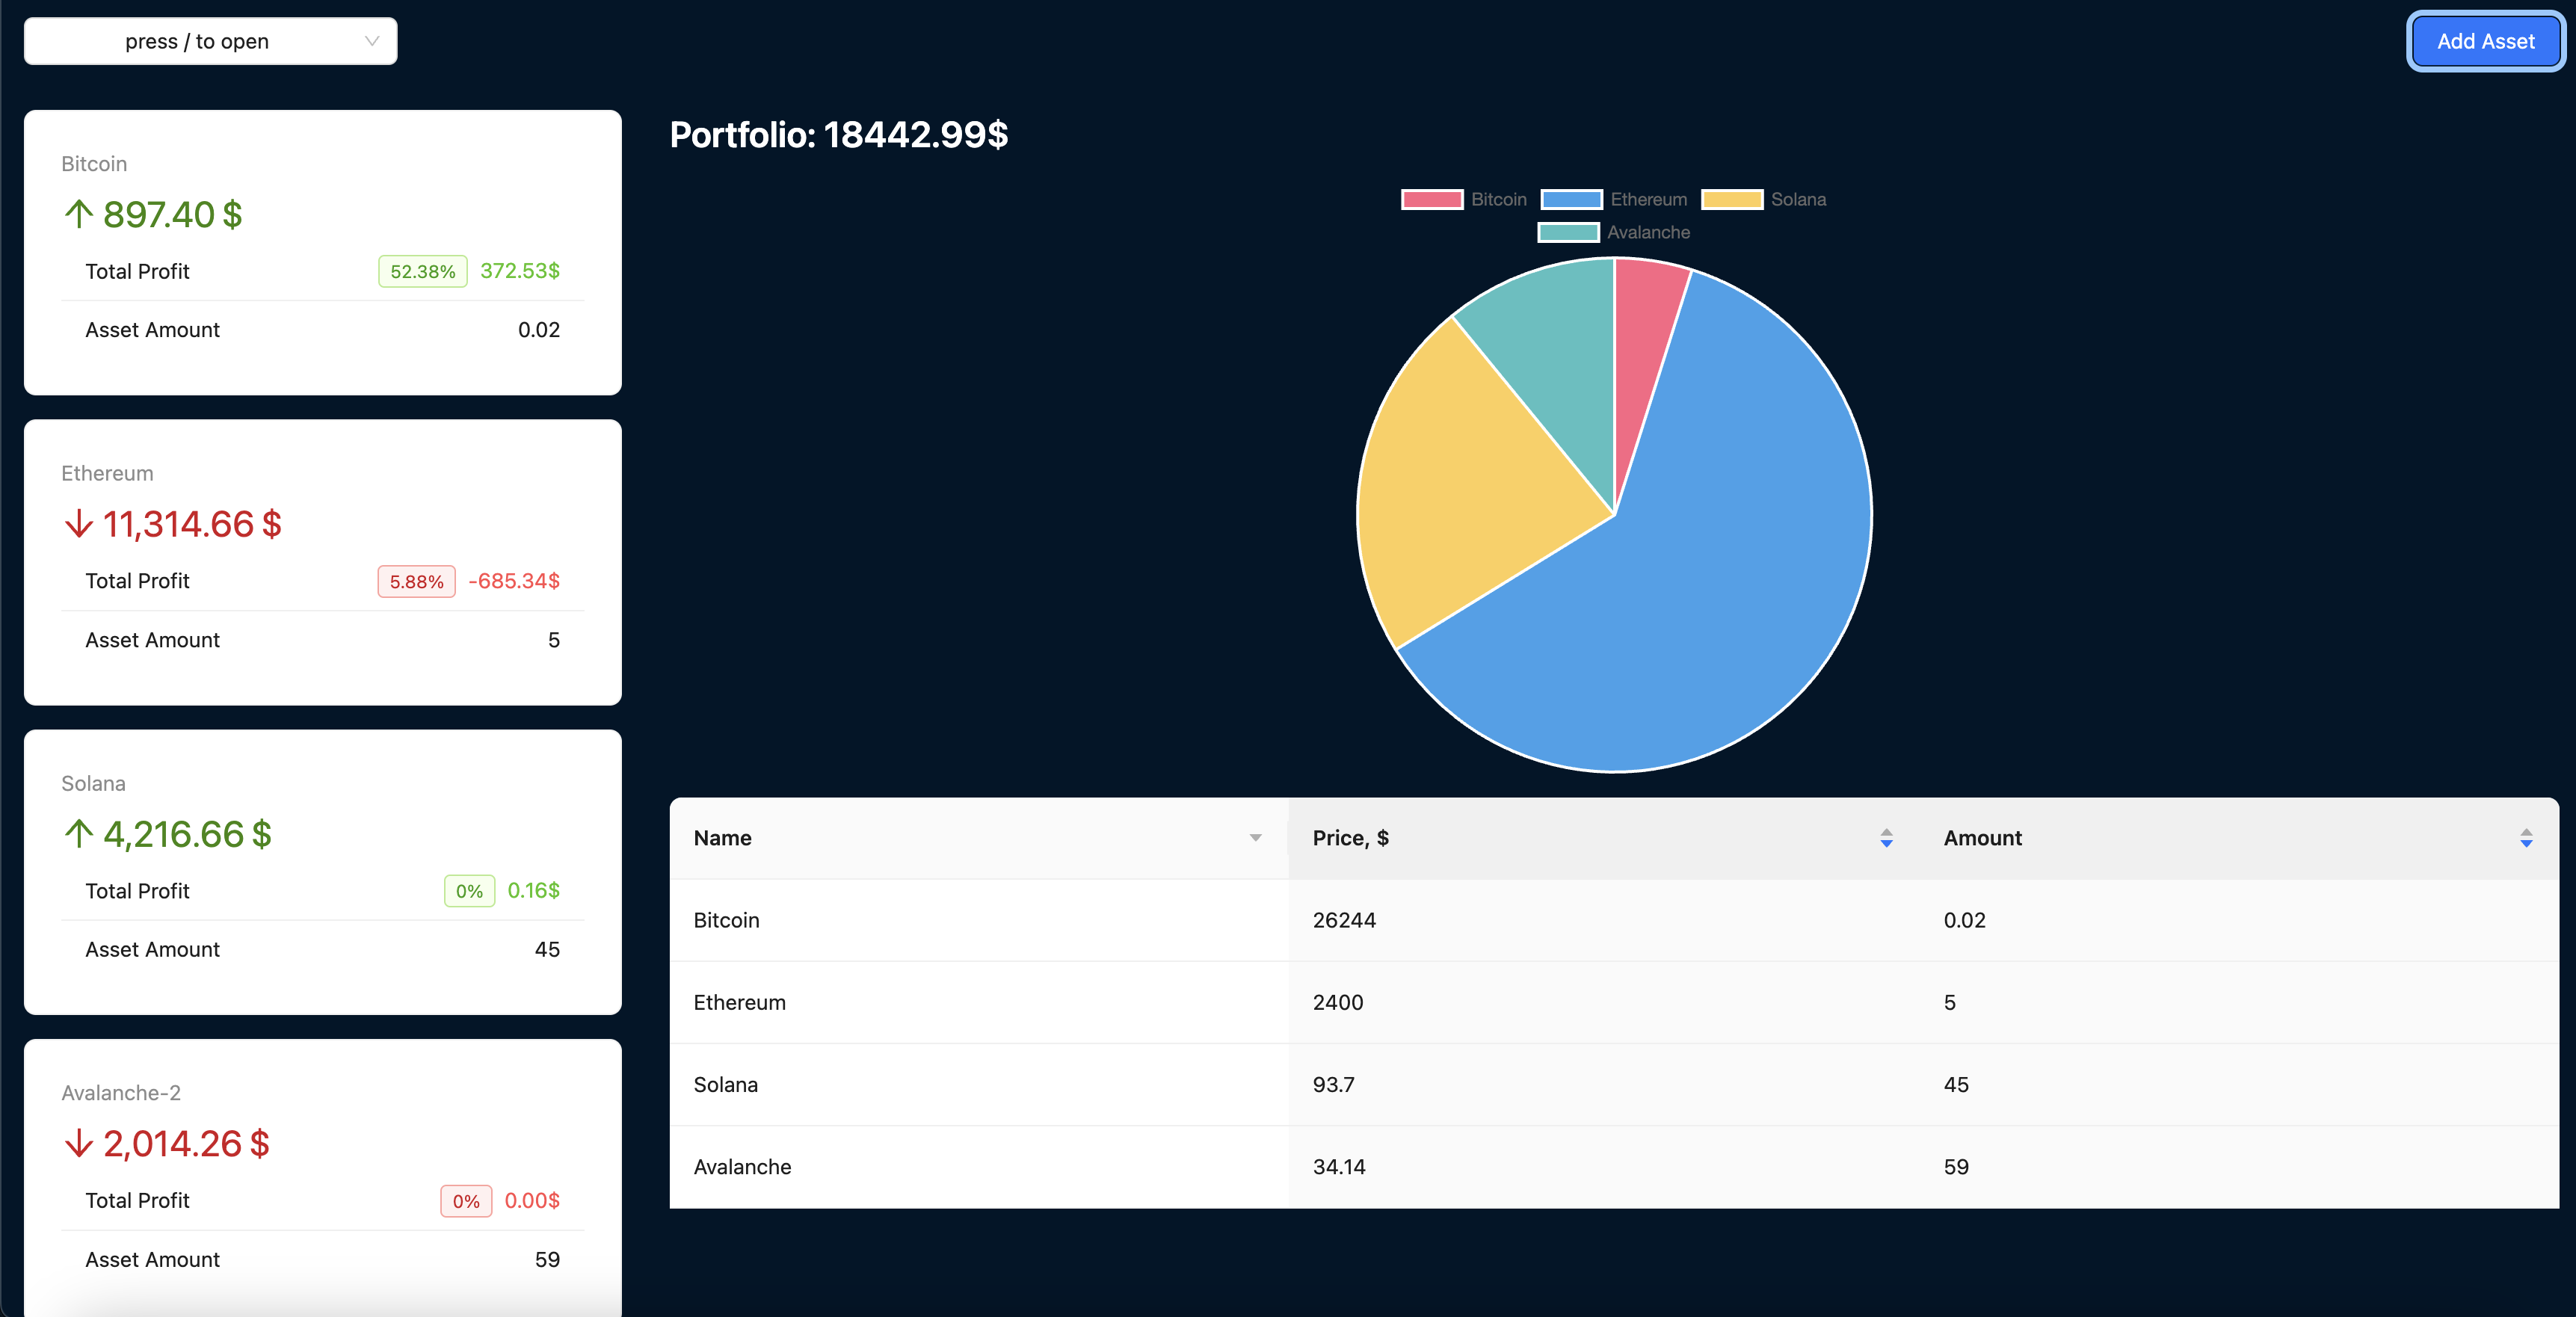 press / to open
Add Asset
Bitcoin
897.40 $
Total Profit 52.38% 372.53$
Asset Amount 0.02
Ethereum
11,314.66 $
Total Profit 5.88% -685.34$
Asset Amount 5
Solana
4,216.66 $
Total Profit 0% 0.16$
Asset Amount 45
Avalanche-2
2,014.26 $
Total Profit 0% 0.00$
Asset Amount 59
Portfolio: 18442.99$
Bitcoin Ethereum Solana
Avalanche
Name Price, $ Amount
Bitcoin 26244 0.02
Ethereum 2400 5
Solana 93.7 45
Avalanche 34.14 59